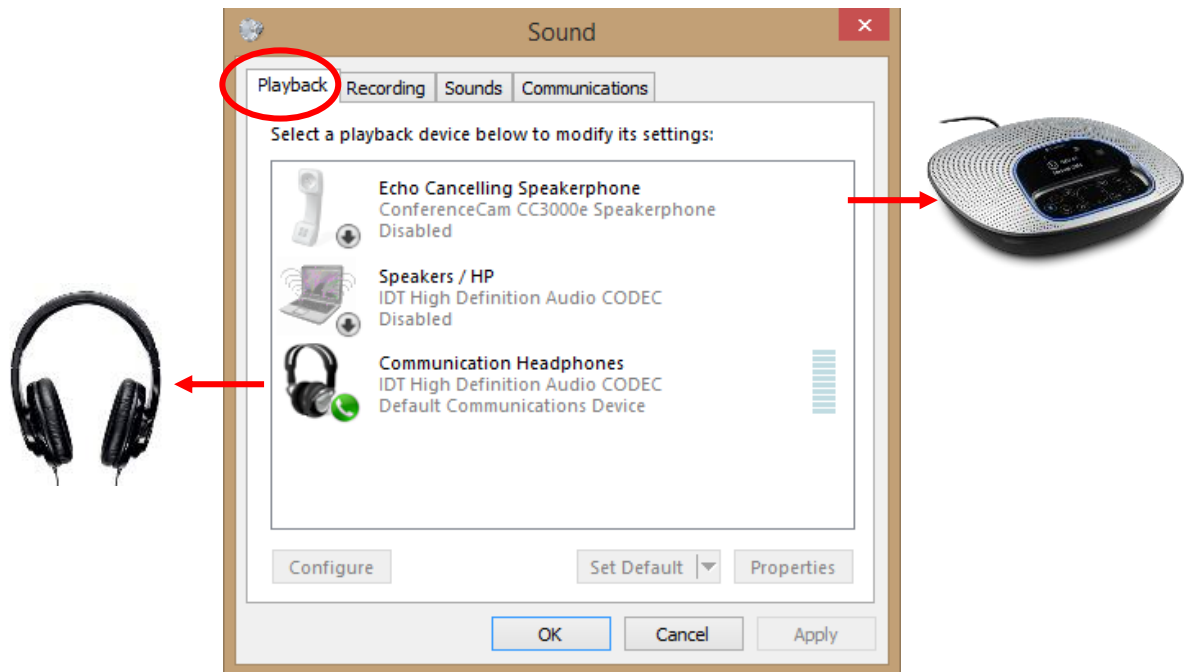 Sound
Playback
Recording
Sounds
Communications
Select a playback device below to modify its settings:
Echo Cancelling Speakerphone
ConferenceCam CC3000e Speakerphone
Disabled
Speakers / HP
IDT High Definition Audio CODEC
Disabled
Communication Headphones
IDT High Definition Audio CODEC
Default Communications Device
Configure
Set Default
Properties
OK
Cancel
Apply